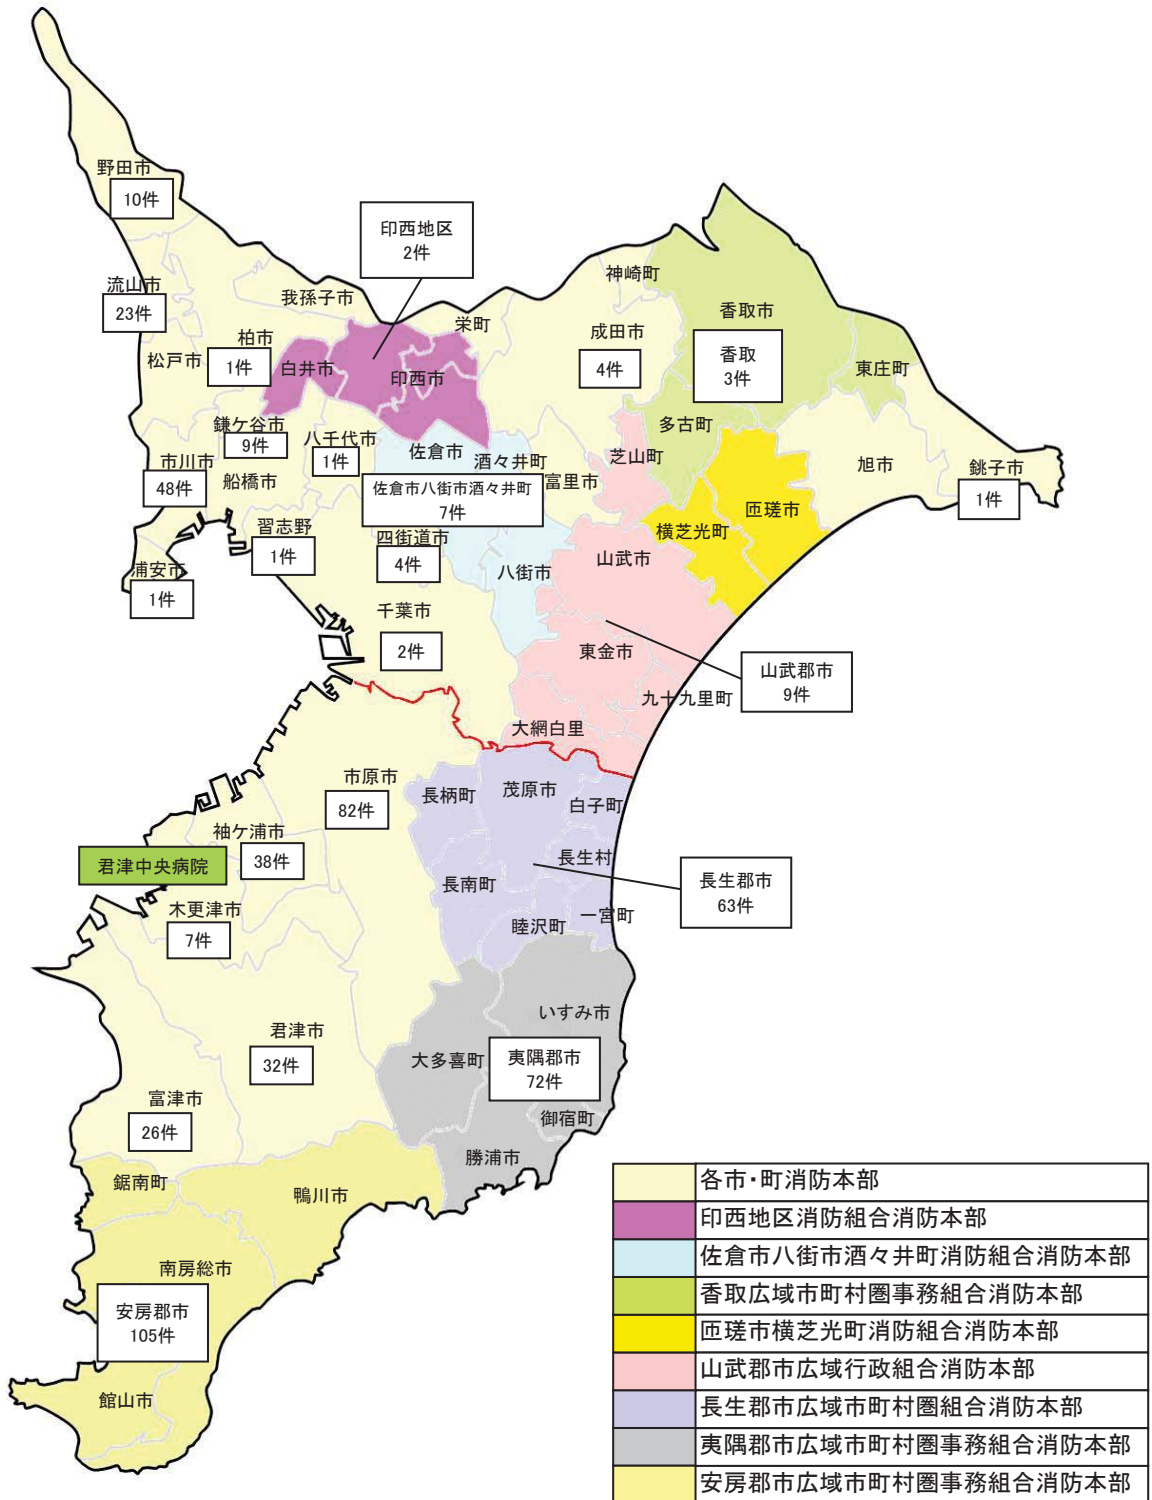 野田市
10件
印西地区
2件
流山市
23件
我孫子市
神崎町
栄町
成田市
4件
香取市
香取
3件
東庄町
柏市
1件
松戸市
白井市
印西市
鎌ケ谷市
9件
八千代市
1件
佐倉市
酒々井町
多古町
芝山町
市川市
48件
船橋市
佐倉市八街市酒々井町
7件
富里市
旭市
銚子市
1件
匝瑳市
横芝光町
習志野
1件
四街道市
4件
八街市
山武市
浦安市
1件
千葉市
2件
東金市
山武郡市
9件
九十九里町
大網白里
市原市
82件
長柄町
茂原市
白子町
袖ケ浦市
38件
君津中央病院
長生村
長南町
長生郡市
63件
木更津市
7件
睦沢町
一宮町
いすみ市
君津市
32件
大多喜町
夷隅郡市
72件
富津市
26件
御宿町
勝浦市
鋸南町
鴨川市
南房総市
安房郡市
105件
館山市
各市・町消防本部
印西地区消防組合消防本部
佐倉市八街市酒々井町消防組合消防本部
香取広域市町村圏事務組合消防本部
匝瑳市横芝光町消防組合消防本部
山武郡市広域行政組合消防本部
長生郡市広域市町村圏組合消防本部
夷隅郡市広域市町村圏事務組合消防本部
安房郡市広域市町村圏事務組合消防本部